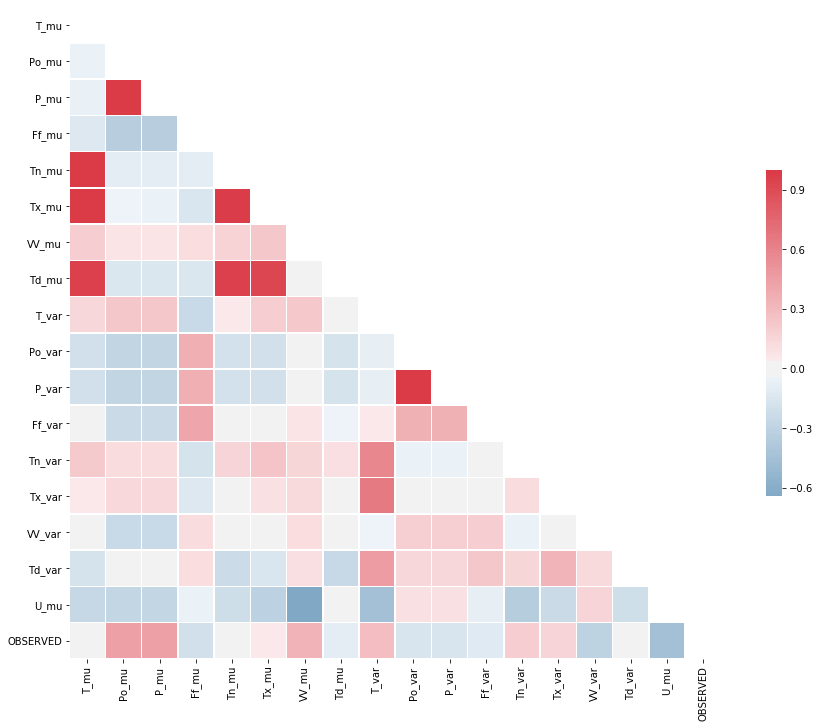 T_mu
Po_mu
P_mu
Ff_mu
Tn_mu
Tx_mu
VV_mu
Td_mu
T_var
Po_var
P_var
Ff_var
Tn_var
Tx_var
VV_var
Td_var
U_mu
OBSERVED
T_mu
Po_mu
P_mu
Ff_mu
Tn_mu
Tx_mu
VV_mu
Td_mu
T_var
Po_var
P_var
Ff_var
Tn_var
Tx_var
VV_var
Td_var
U_mu
OBSERVED
0.9
0.6
0.3
0.0
−0.3
−0.6